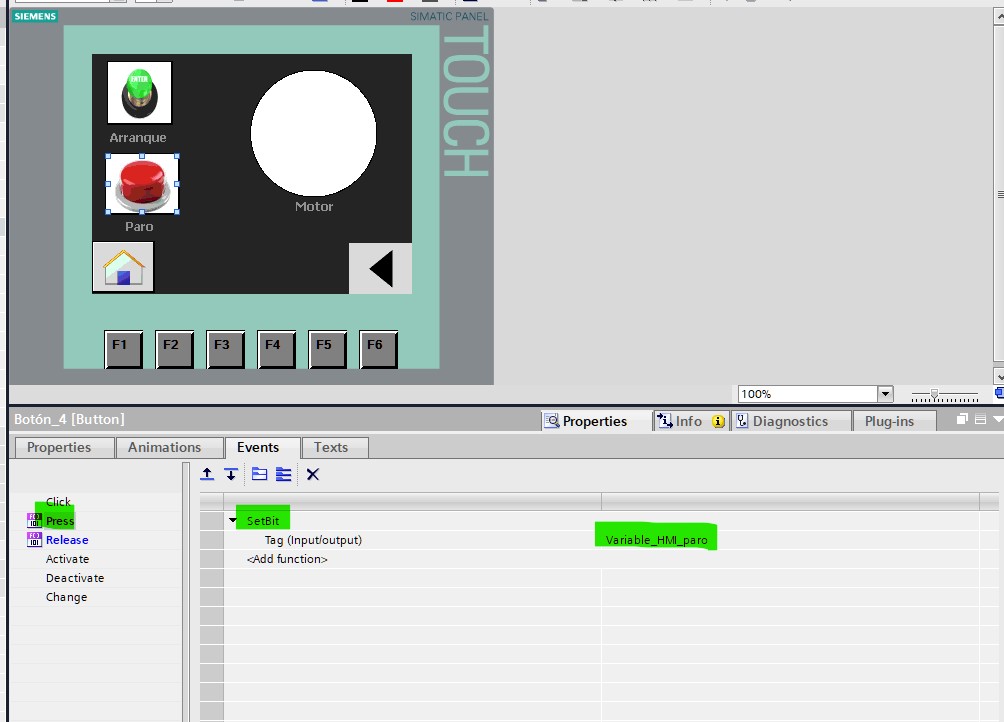 SIEMENS
SIMATIC PANEL
TOUCH
ENTER
Arranque
Paro
Motor
F1 F2 F3 F4 F5 F6
100%
Botón_4 [Button]
Properties Info Diagnostics Plug-ins
Properties Animations Events Texts
Click
Press
Release
Activate
Deactivate
Change
SetBit
Tag (Input/output) Variable_HMI_paro
<Add function>